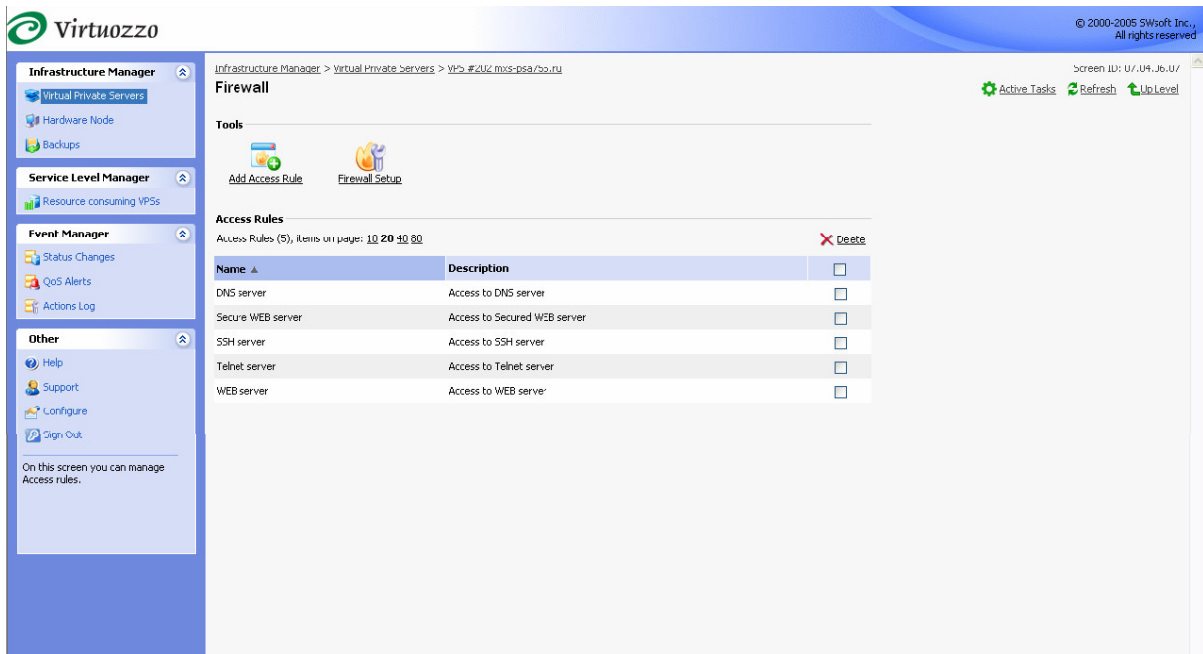 Virtuozzo
© 2000-2005 SWsoft Inc.,
All rights reserved
Infrastructure Manager
Virtual Private Servers
Hardware Node
Backups
Service Level Manager
Resource consuming VPSs
Event Manager
Status Changes
QoS Alerts
Actions Log
Other
Help
Support
Configure
Sign Out
On this screen you can manage
Access rules.
Infrastructure Manager > Virtual Private Servers > VPS #202
Screen ID:
Firewall
Active Tasks Refresh Up Level
Tools
Add Access Rule Firewall Setup
Access Rules
Access Rules (5), items on page: 10 20 40 80
Delete
Name Description
DNS server Access to DNS server
Secure WEB server Access to Secured WEB server
SSH server Access to SSH server
Telnet server Access to Telnet server
WEB server Access to WEB server